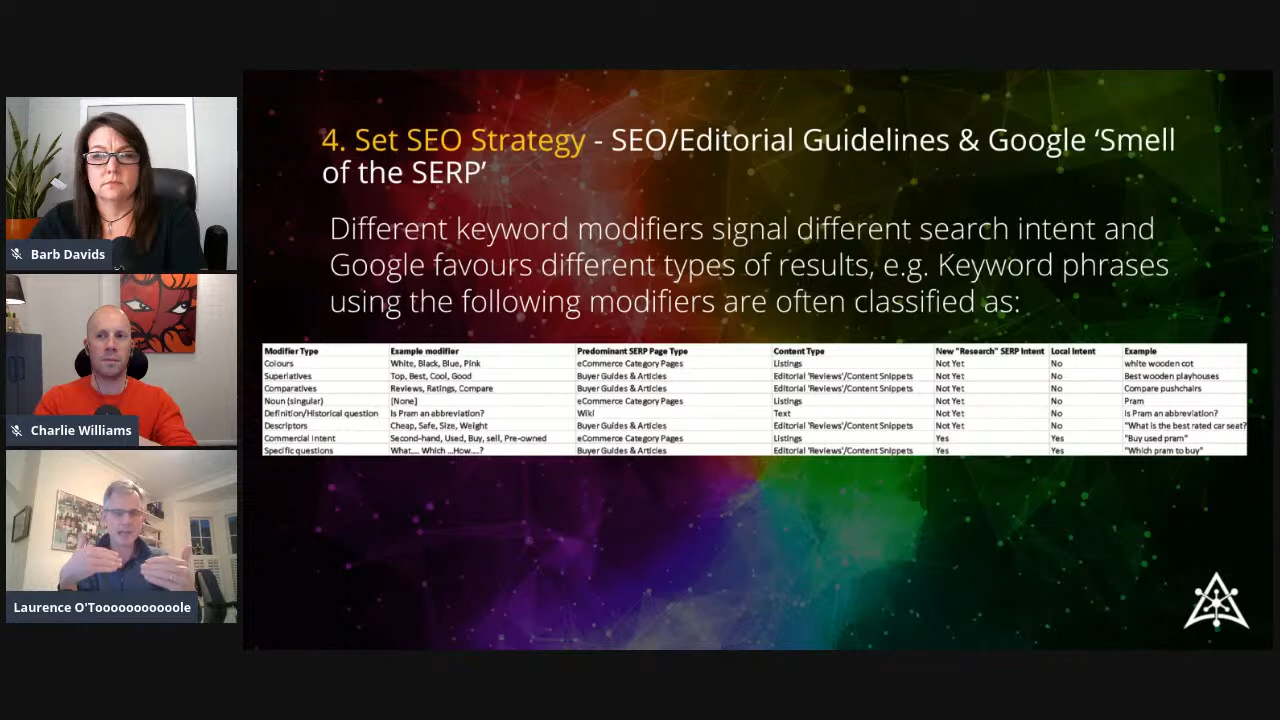 Barb Davids
Charlie Williams
Laurence O'Tooooooooooole
4. Set SEO Strategy - SEO/Editorial Guidelines & Google ‘Smell
of the SERP’
Different keyword modifiers signal different search intent and
Google favours different types of results, e.g. Keyword phrases
using the following modifiers are often classified as:
Modifier Type Example modifier Predominant SERP Page Type Content Type New "Research" SERP Intent Local Intent Example
Colours White, Black, Blue, Pink eCommerce Category Pages Listings Not Yet No white wooden cot
Superlatives Top, Best, Cool, Good Buyer Guides & Articles Editorial 'Reviews'/Content Snippets Not Yet No Best wooden playhouses
Comparatives Reviews, Ratings, Compare Buyer Guides & Articles Editorial 'Reviews'/Content Snippets Not Yet No Compare pushchairs
Noun (singular) [None] eCommerce Category Pages Listings Not Yet No Pram
Definition/Historical question Is Pram an abbreviation? Wiki Text Not Yet No Is Pram an abbreviation?
Descriptors Cheap, Safe, Size, Weight Buyer Guides & Articles Editorial 'Reviews'/Content Snippets Not Yet No "What is the best rated car seat?
Commercial Intent Second-hand, Used, Buy, sell, Pre-owned eCommerce Category Pages Listings Yes Yes "Buy used pram"
Specific questions What.... Which ...How....? Buyer Guides & Articles Editorial 'Reviews'/Content Snippets Yes Yes "Which pram to buy"